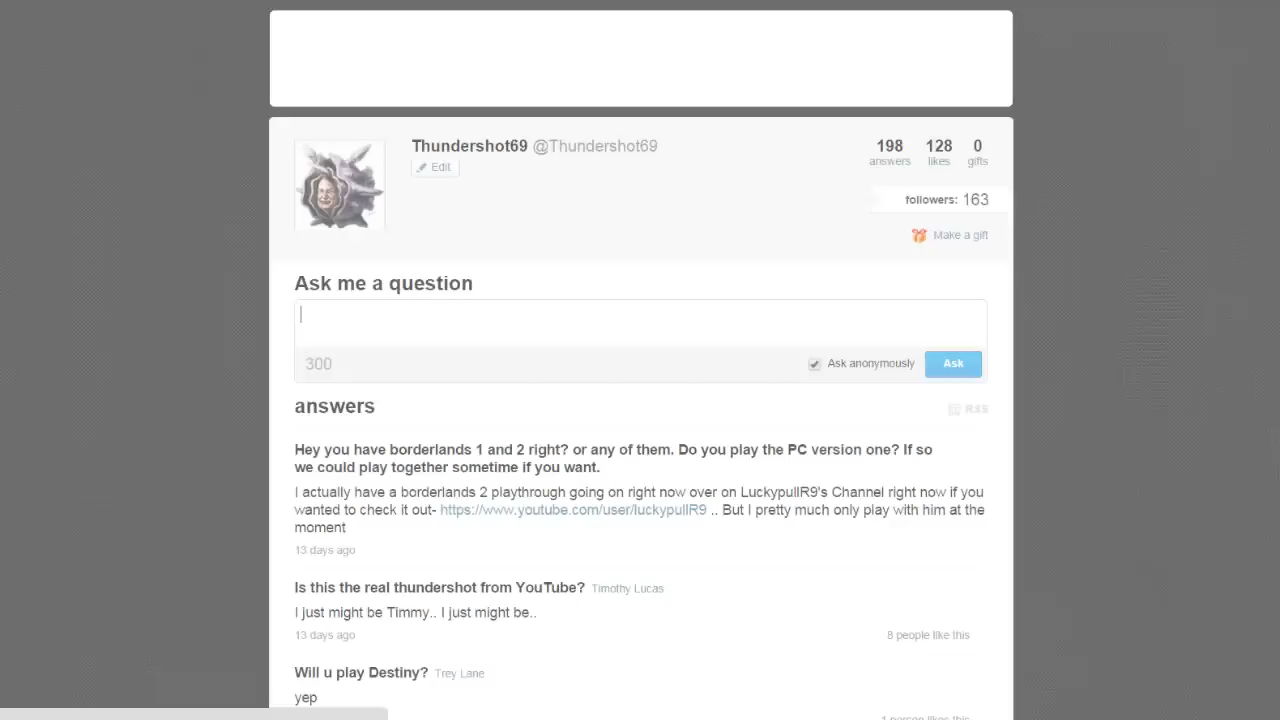 Thundershot69 @Thundershot69
Edit
198 128 0
answers likes gifts
followers: 163
Make a gift
Ask me a question
300
Ask anonymously Ask
answers
RSS
Hey you have borderlands 1 and 2 right? or any of them. Do you play the PC version one? If so
we could play together sometime if you want.
I actually have a borderlands 2 playthrough going on right now over on LuckypullR9's Channel right now if you
wanted to check it out- https://www.youtube.com/user/luckypullR9 .. But I pretty much only play with him at the
moment
13 days ago
Is this the real thundershot from YouTube? Timothy Lucas
I just might be Timmy.. I just might be..
13 days ago 8 people like this
Will u play Destiny? Trey Lane
yep
1 person likes this